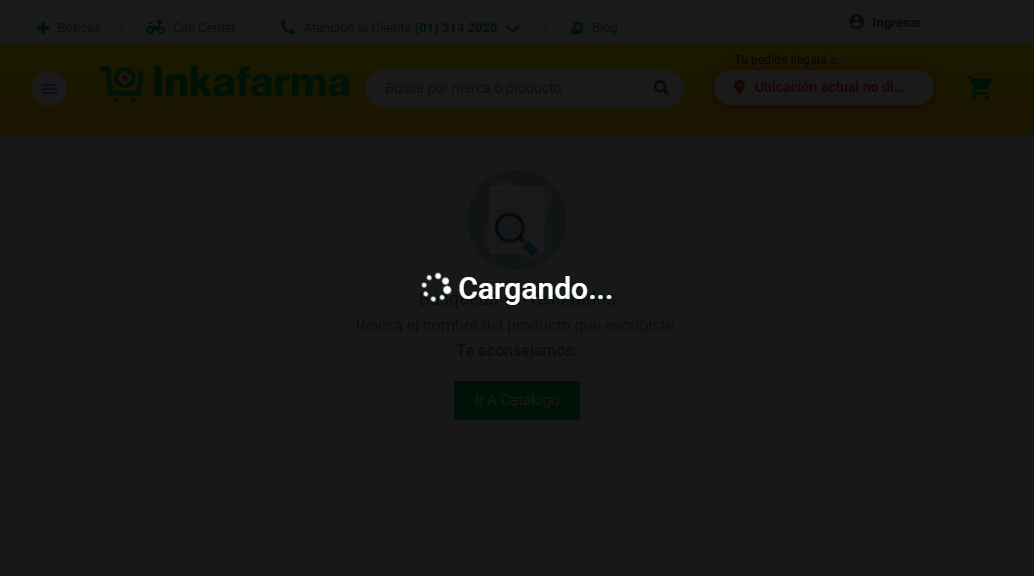 Boticas
Call Center
Atención al Cliente (01) 314 2020
Blog
Ingresar
Inkafarma
Busca por marca o producto
Tu pedido llegará a:
Ubicación actual no di...
Cargando...
Revisa el nombre del producto que escribiste.
Te aconsejamos:
Ir A Catálogo